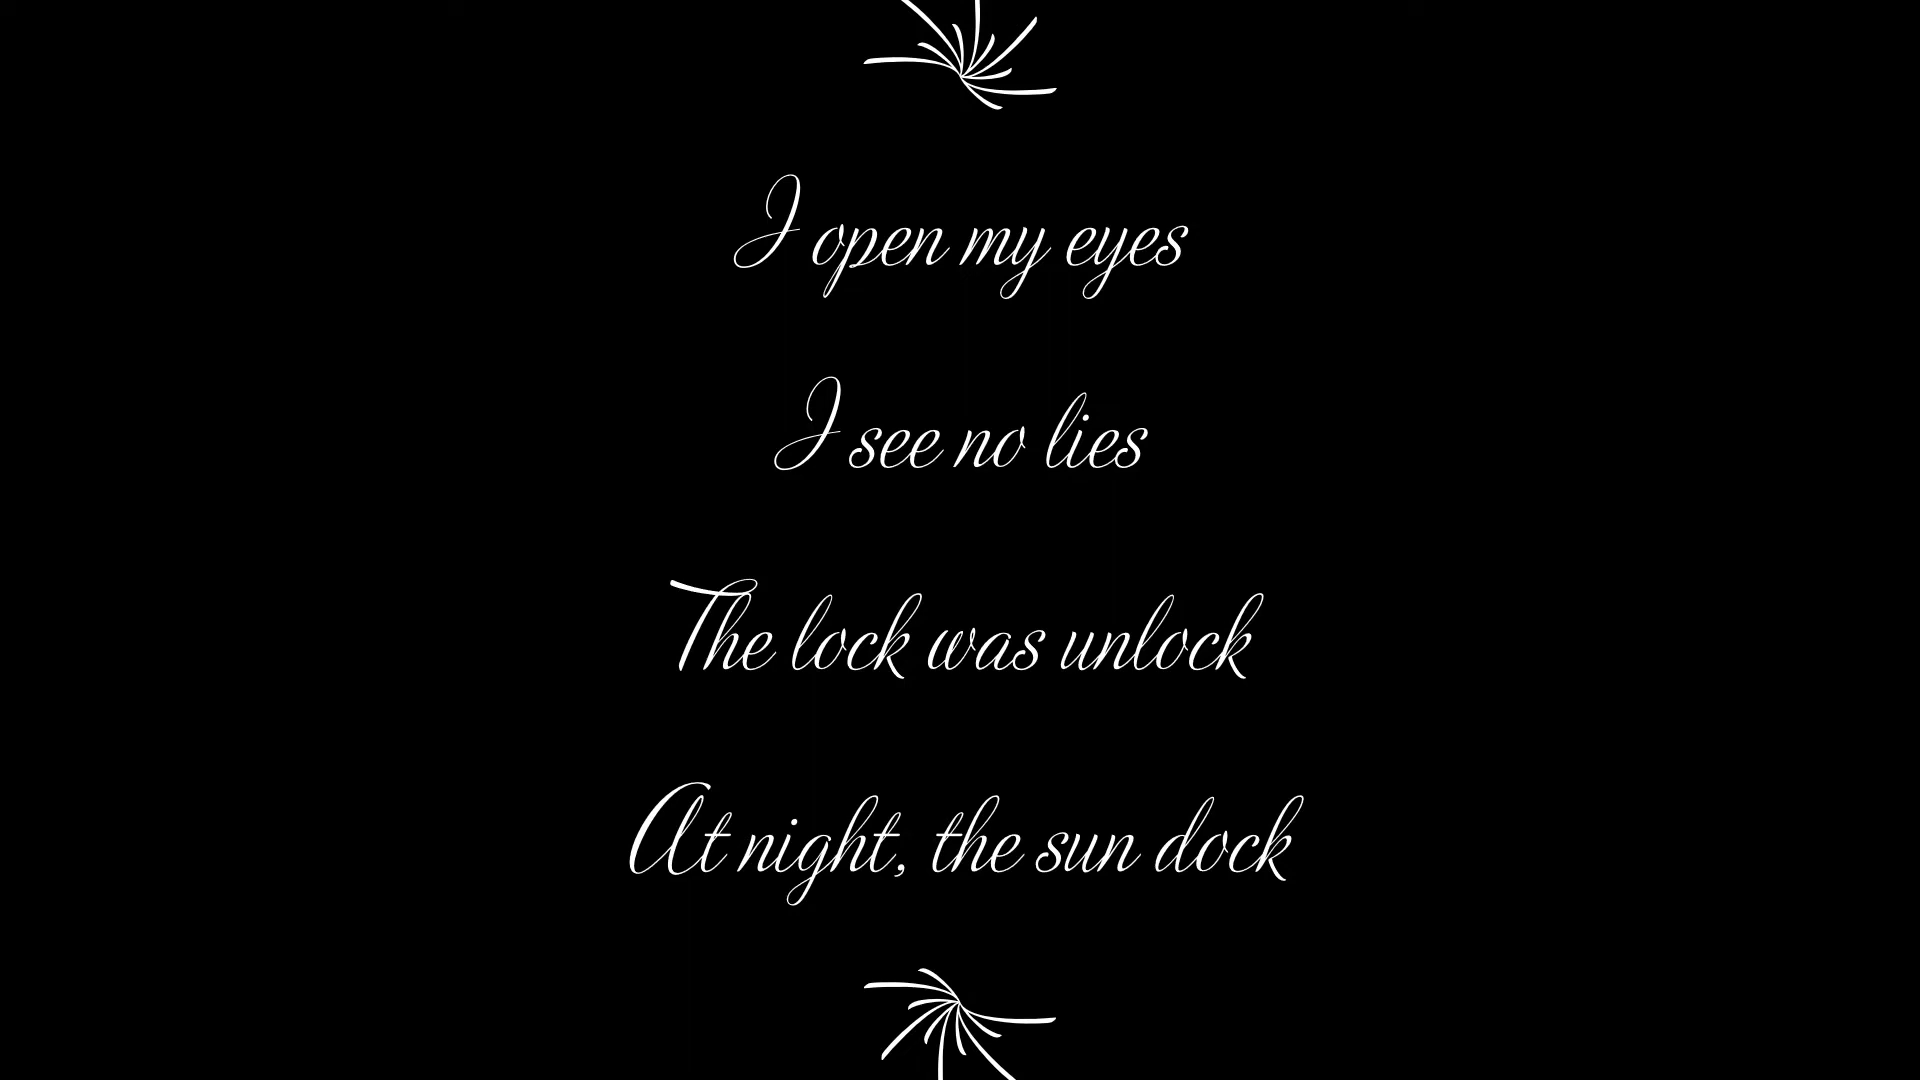 I open my eyes
I see no lies
The lock was unlock
At night, the sun dock